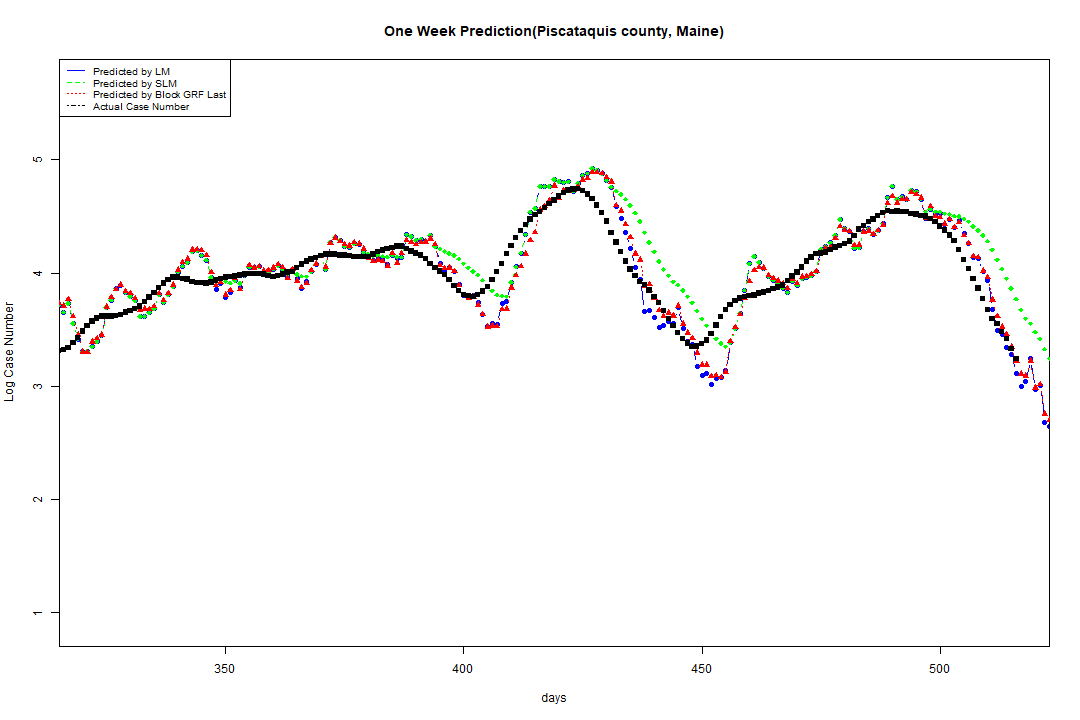 One Week Prediction(Piscataquis county, Maine)
Predicted by LM
Predicted by SLM
Predicted by Block GRF Last
Actual Case Number
5
4
3
2
1
Log Case Number
350
400
450
500
days